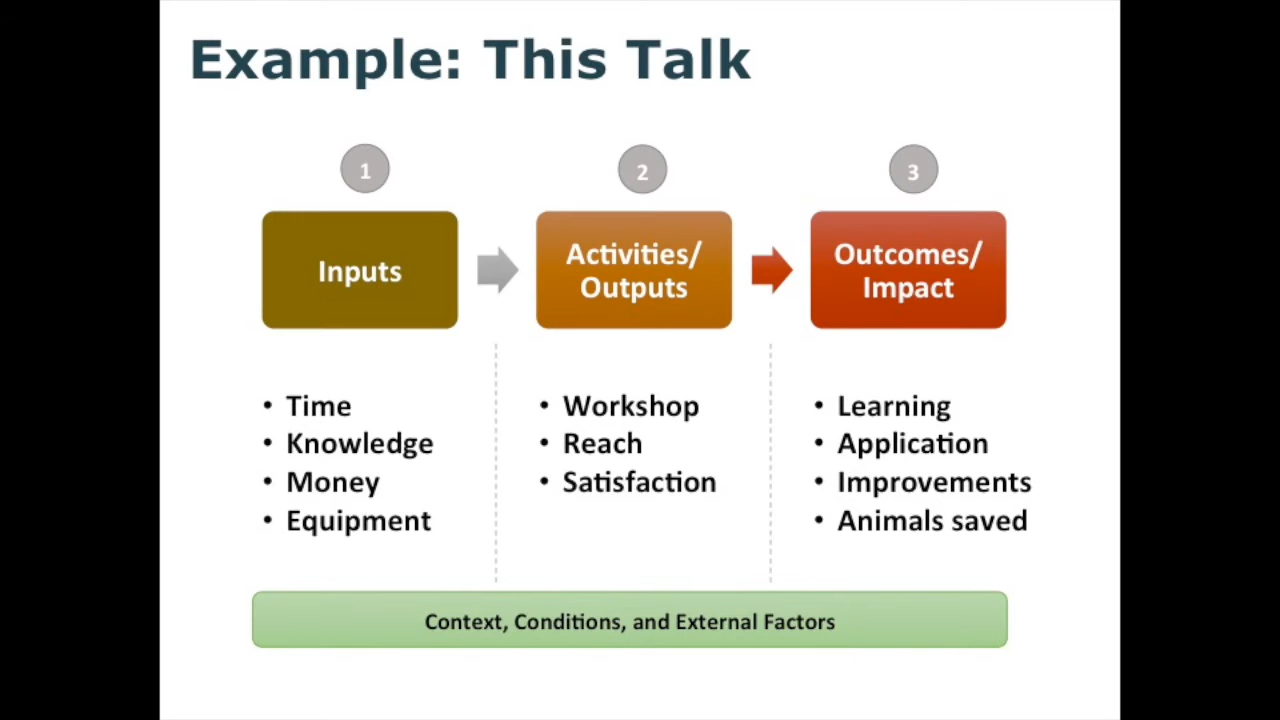 Example: This Talk
1
2
3
Inputs
Activities/
Outputs
Outcomes/
Impact
• Time
• Knowledge
• Money
• Equipment
• Workshop
• Reach
• Satisfaction
• Learning
• Application
• Improvements
• Animals saved
Context, Conditions, and External Factors